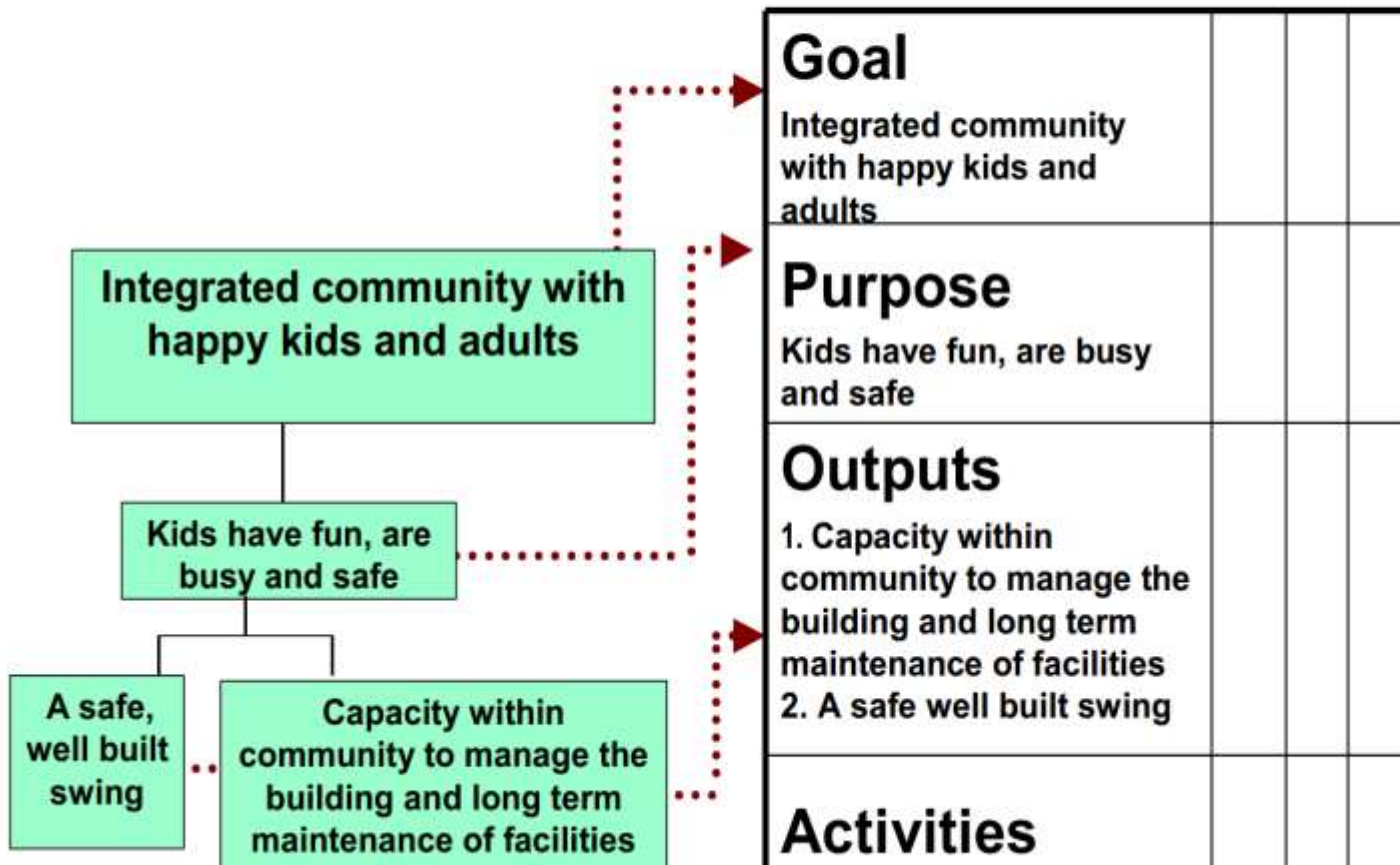 Integrated community with
happy kids and adults
Kids have fun, are
busy and safe
A safe,
well built
swing
Capacity within
community to manage the
building and long term
maintenance of facilities
Goal
Integrated community
with happy kids and
adults
Purpose
Kids have fun, are busy
and safe
Outputs
1. Capacity within
community to manage the
building and long term
maintenance of facilities
2. A safe well built swing
Activities